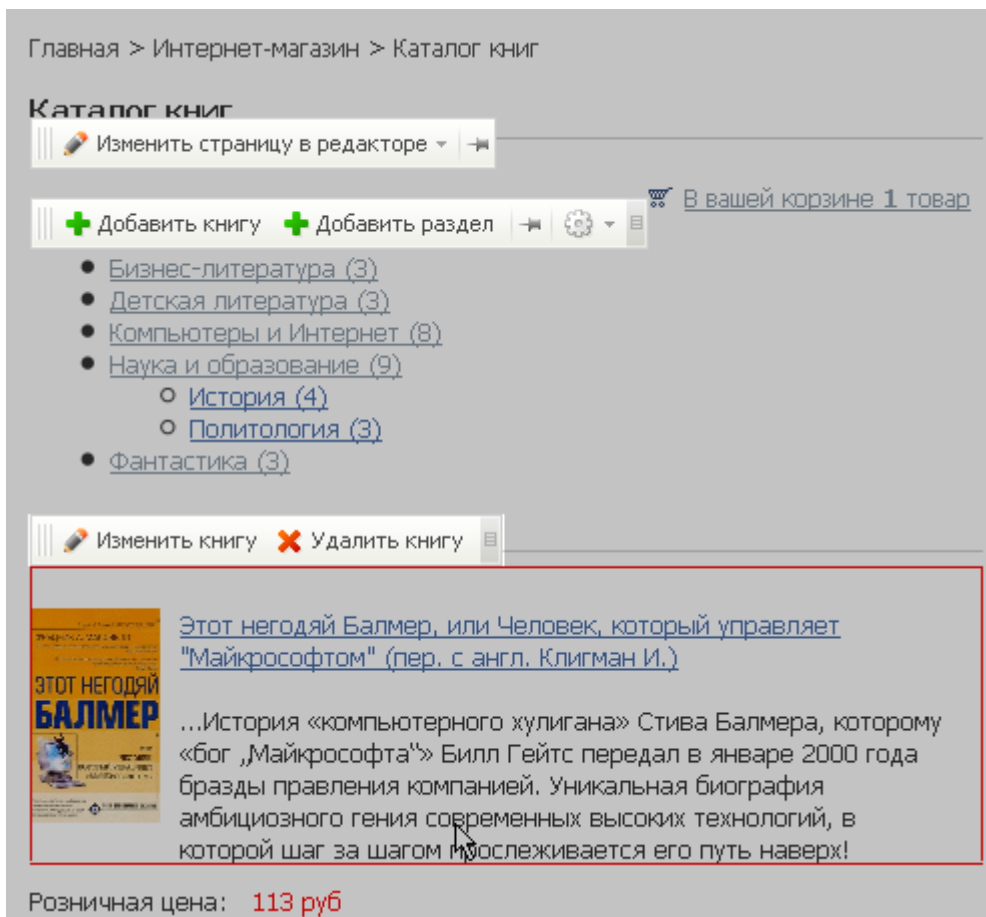 Главная > Интернет-магазин > Каталог книг
Каталог книг
Изменить страницу в редакторе
В вашей корзине 1 товар
Добавить книгу Добавить раздел
Бизнес-литература (3)
Детская литература (3)
Компьютеры и Интернет (8)
Наука и образование (9)
История (4)
Политология (3)
Фантастика (3)
Изменить книгу Удалить книгу
ЭТОТ НЕГОДЯЙ
БАЛМЕР
Этот негодяй Балмер, или Человек, который управляет
"Майкрософтом" (пер. с англ. Клигман И.)
...История «компьютерного хулигана» Стива Балмера, которому
«бог „Майкрософта"» Билл Гейтс передал в январе 2000 года
бразды правления компанией. Уникальная биография
амбициозного гения современных высоких технологий, в
которой шаг за шагом прослеживается его путь наверх!
Розничная цена: 113 руб